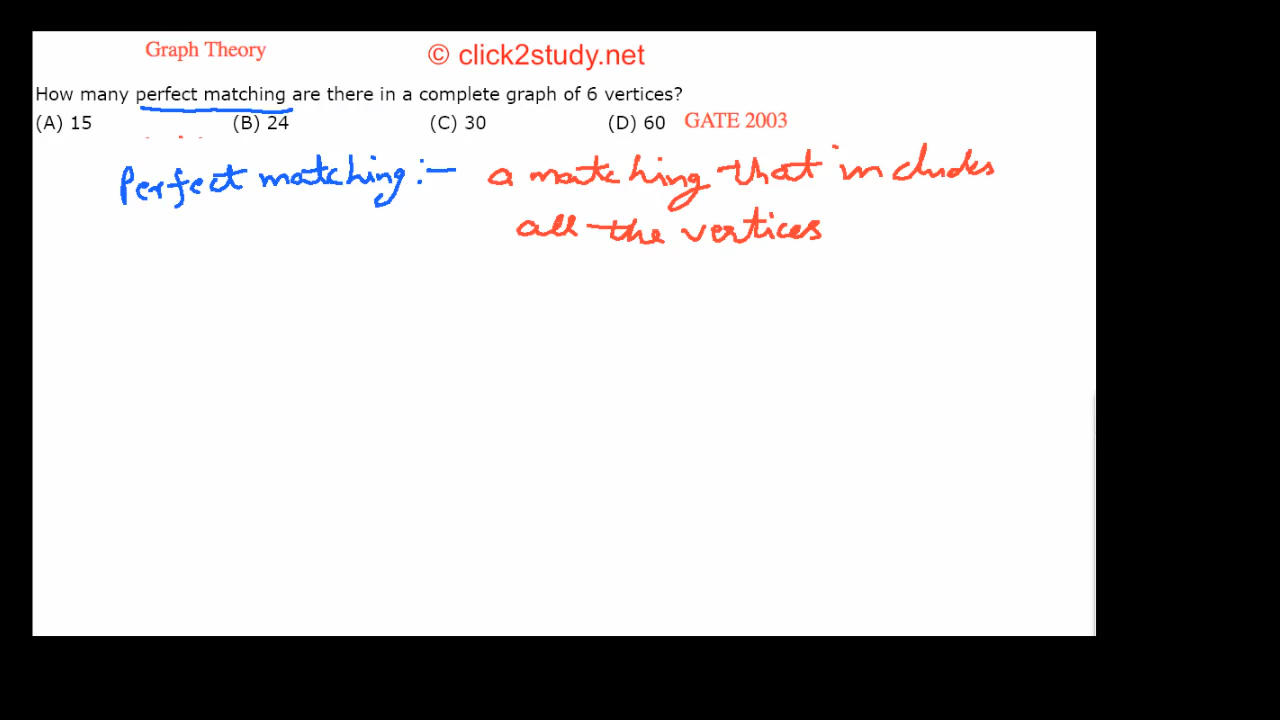 Graph Theory
© click2study.net
How many perfect matching are there in a complete graph of 6 vertices?
(A) 15 (B) 24 (C) 30 (D) 60 GATE 2003
Perfect matching :- a matching that includes
all the vertices